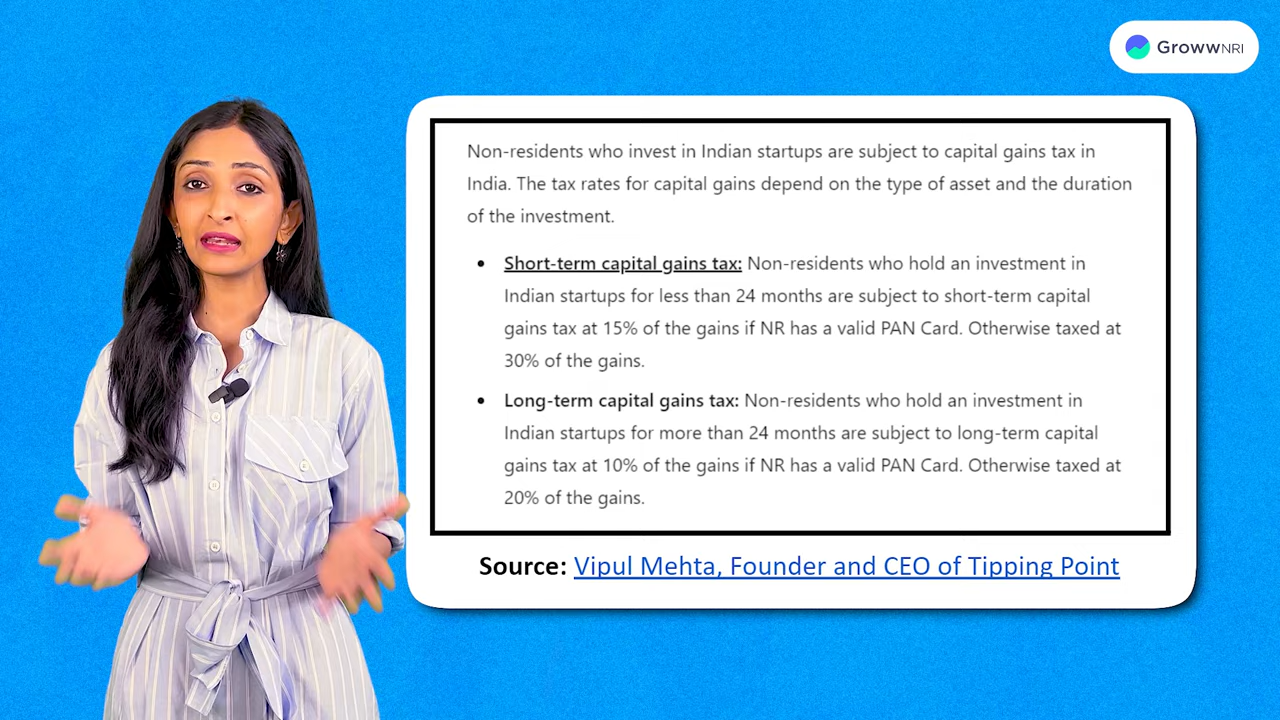 GrowwNRI
Non-residents who invest in Indian startups are subject to capital gains tax in
India. The tax rates for capital gains depend on the type of asset and the duration
of the investment.
• Short-term capital gains tax: Non-residents who hold an investment in
Indian startups for less than 24 months are subject to short-term capital
gains tax at 15% of the gains if NR has a valid PAN Card. Otherwise taxed at
30% of the gains.
• Long-term capital gains tax: Non-residents who hold an investment in
Indian startups for more than 24 months are subject to long-term capital
gains tax at 10% of the gains if NR has a valid PAN Card. Otherwise taxed at
20% of the gains.
Source: Vipul Mehta, Founder and CEO of Tipping Point